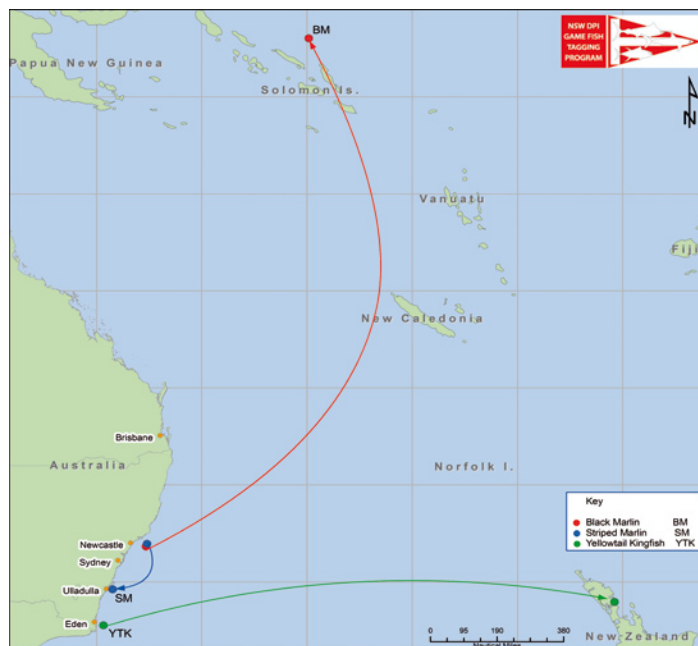 BM
NSW DPI
GAME FISH
TAGGING
PROGRAM
Papua New Guinea
Solomon Is.
N
Vanuatu
Fiji
New Caledonia
Brisbane
Australia
Norfolk I.
Key
Black Marlin BM
Striped Marlin SM
Yellowtail Kingfish YTK
Newcastle
Sydney
Ulladulla
SM
Eden
YTK
New Zealand
0 95 190 380
Nautical Miles